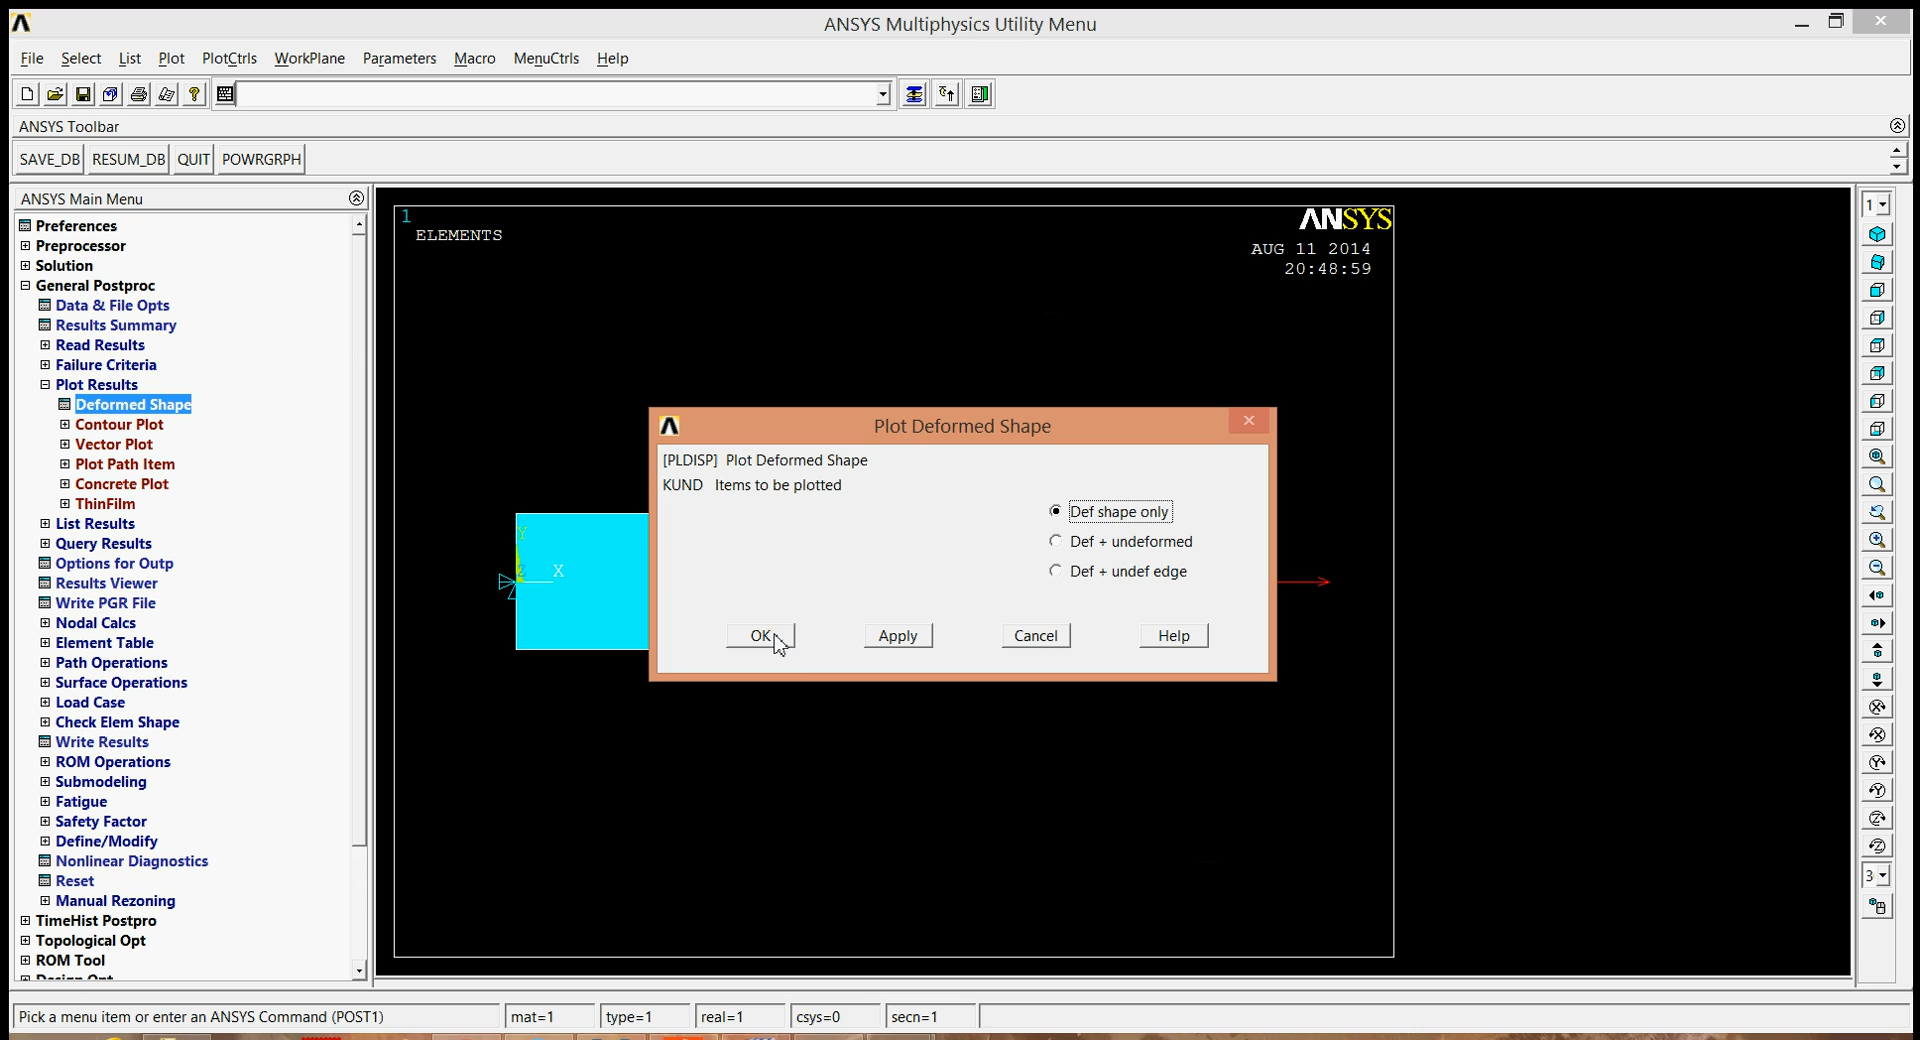 ANSYS Multiphysics Utility Menu
File Select List Plot PlotCtrls WorkPlane Parameters Macro MenuCtrls Help
ANSYS Toolbar
SAVE_DB RESUM_DB QUIT POWRGRPH
ANSYS Main Menu
Preferences
Preprocessor
Solution
General Postproc
Data & File Opts
Results Summary
Read Results
Failure Criteria
Plot Results
Deformed Shape
Contour Plot
Vector Plot
Plot Path Item
Concrete Plot
ThinFilm
List Results
Query Results
Options for Outp
Results Viewer
Write PGR File
Nodal Calcs
Element Table
Path Operations
Surface Operations
Load Case
Check Elem Shape
Write Results
ROM Operations
Submodeling
Fatigue
Safety Factor
Define/Modify
Nonlinear Diagnostics
Reset
Manual Rezoning
TimeHist Postpro
Topological Opt
ROM Tool
Design Opt
1
ELEMENTS
ANSYS
AUG 11 2014
20:48:59
Y
Z
X
Plot Deformed Shape
[PLDISP] Plot Deformed Shape
KUND Items to be plotted
Def shape only
Def + undeformed
Def + undef edge
OK Apply Cancel Help
1
3
Pick a menu item or enter an ANSYS Command (POST1) mat=1 type=1 real=1 csys=0 secn=1